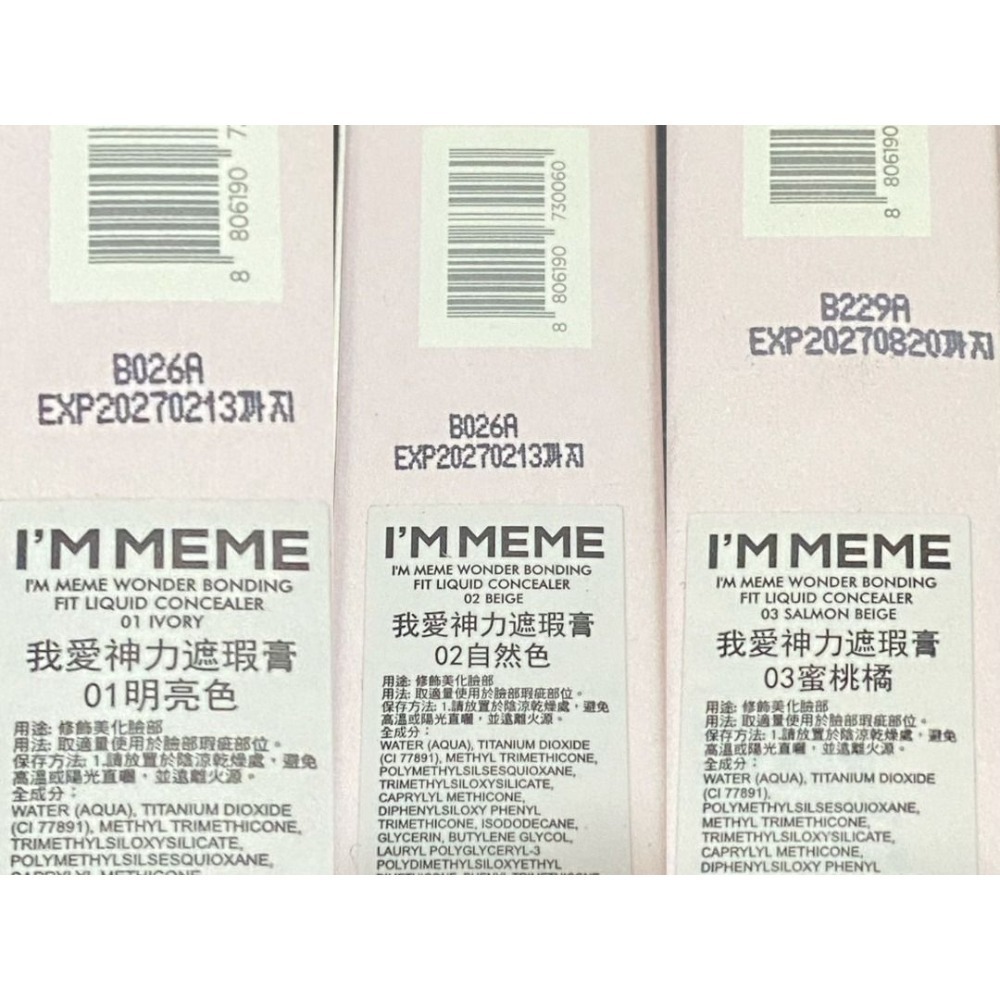 8 806190 7
B026A
EXP20270213까지
I'M MEME
I'M MEME WONDER BONDING
FIT LIQUID CONCEALER
01 IVORY
我愛神力遮瑕膏
01明亮色
用途: 修飾美化臉部
用法: 取適量使用於臉部瑕疵部位。
保存方法: 1.請放置於陰涼乾燥處，避免
高溫或陽光直曬，並遠離火源。
全成分：
WATER (AQUA), TITANIUM DIOXIDE
(CI 77891), METHYL TRIMETHICONE,
TRIMETHYLSILOXYSILICATE,
POLYMETHYLSILSESQUIOXANE,
CAPRYLYL METHICONE,
8 806190 730060
B026A
EXP20270213까지
I'M MEME
I'M MEME WONDER BONDING
FIT LIQUID CONCEALER
02 BEIGE
我愛神力遮瑕膏
02自然色
用途: 修飾美化臉部
用法: 取適量使用於臉部瑕疵部位。
保存方法: 1.請放置於陰涼乾燥處，避免
高溫或陽光直曬，並遠離火源。
全成分：
WATER (AQUA), TITANIUM DIOXIDE
(CI 77891), METHYL TRIMETHICONE,
POLYMETHYLSILSESQUIOXANE,
TRIMETHYLSILOXYSILICATE,
CAPRYLYL METHICONE,
DIPHENYLSILOXY PHENYL
TRIMETHICONE, ISODODECANE,
GLYCERIN, BUTYLENE GLYCOL,
LAURYL POLYGLYCERYL-3
POLYDIMETHYLSILOXYETHYL
8 806190
B229A
EXP20270820까지
I'M MEME
I'M MEME WONDER BONDING
FIT LIQUID CONCEALER
03 SALMON BEIGE
我愛神力遮瑕膏
03蜜桃橘
用途: 修飾美化臉部
用法: 取適量使用於臉部瑕疵部位。
保存方法: 1.請放置於陰涼乾燥處，避免
高溫或陽光直曬，並遠離火源。
全成分：
WATER (AQUA), TITANIUM DIOXIDE
(CI 77891),
POLYMETHYLSILSESQUIOXANE,
METHYL TRIMETHICONE,
TRIMETHYLSILOXYSILICATE,
CAPRYLYL METHICONE,
DIPHENYLSILOXY PHENYL